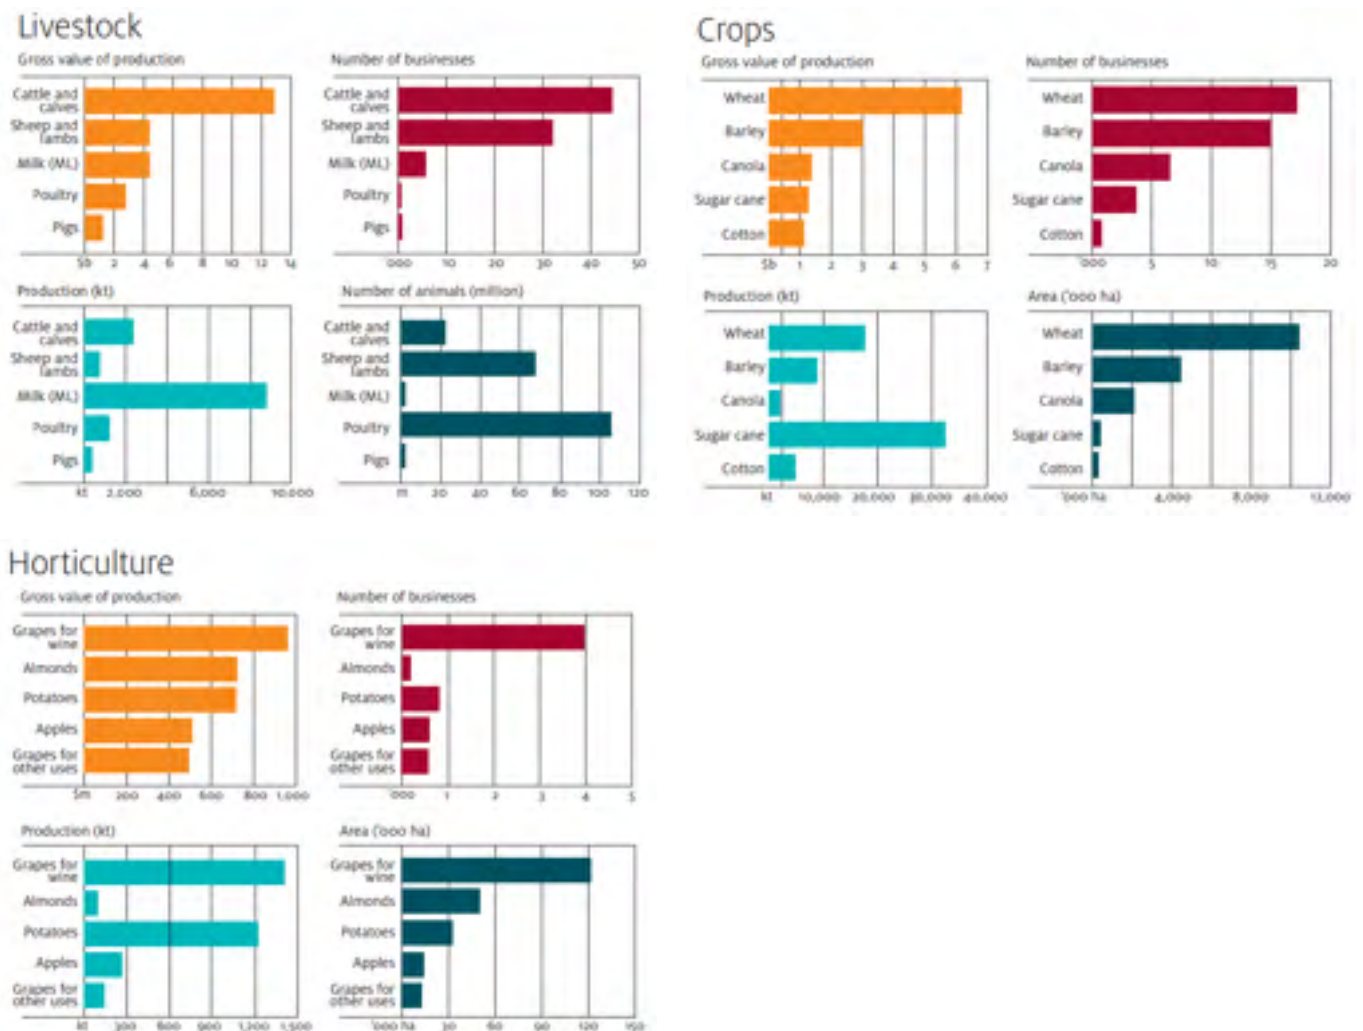 Livestock
Gross value of production
Cattle and
calves
Sheep and
lambs
Milk (ML)
Poultry
Pigs
$b 2 4 6 8 10 12 14
Number of businesses
Cattle and
calves
Sheep and
lambs
Milk (ML)
Poultry
Pigs
'000 10 20 30 40 50
Production (kt)
Cattle and
calves
Sheep and
lambs
Milk (ML)
Poultry
Pigs
kt 2,000 6,000 10,000
Number of animals (million)
Cattle and
calves
Sheep and
lambs
Milk (ML)
Poultry
Pigs
m 20 40 60 80 100 120
Crops
Gross value of production
Wheat
Barley
Canola
Sugar cane
Cotton
$b 1 2 3 4 5 6 7
Number of businesses
Wheat
Barley
Canola
Sugar cane
Cotton
'000 5 10 15 20
Production (kt)
Wheat
Barley
Canola
Sugar cane
Cotton
kt 10,000 20,000 30,000 40,000
Area ('000 ha)
Wheat
Barley
Canola
Sugar cane
Cotton
'000 ha 4,000 8,000 12,000
Horticulture
Gross value of production
Grapes for
wine
Almonds
Potatoes
Apples
Grapes for
other uses
$m 200 400 600 800 1,000
Number of businesses
Grapes for
wine
Almonds
Potatoes
Apples
Grapes for
other uses
'000 1 2 3 4 5
Production (kt)
Grapes for
wine
Almonds
Potatoes
Apples
Grapes for
other uses
kt 300 600 900 1,200 1,500
Area ('000 ha)
Grapes for
wine
Almonds
Potatoes
Apples
Grapes for
other uses
'000 ha 30 60 90 120 150